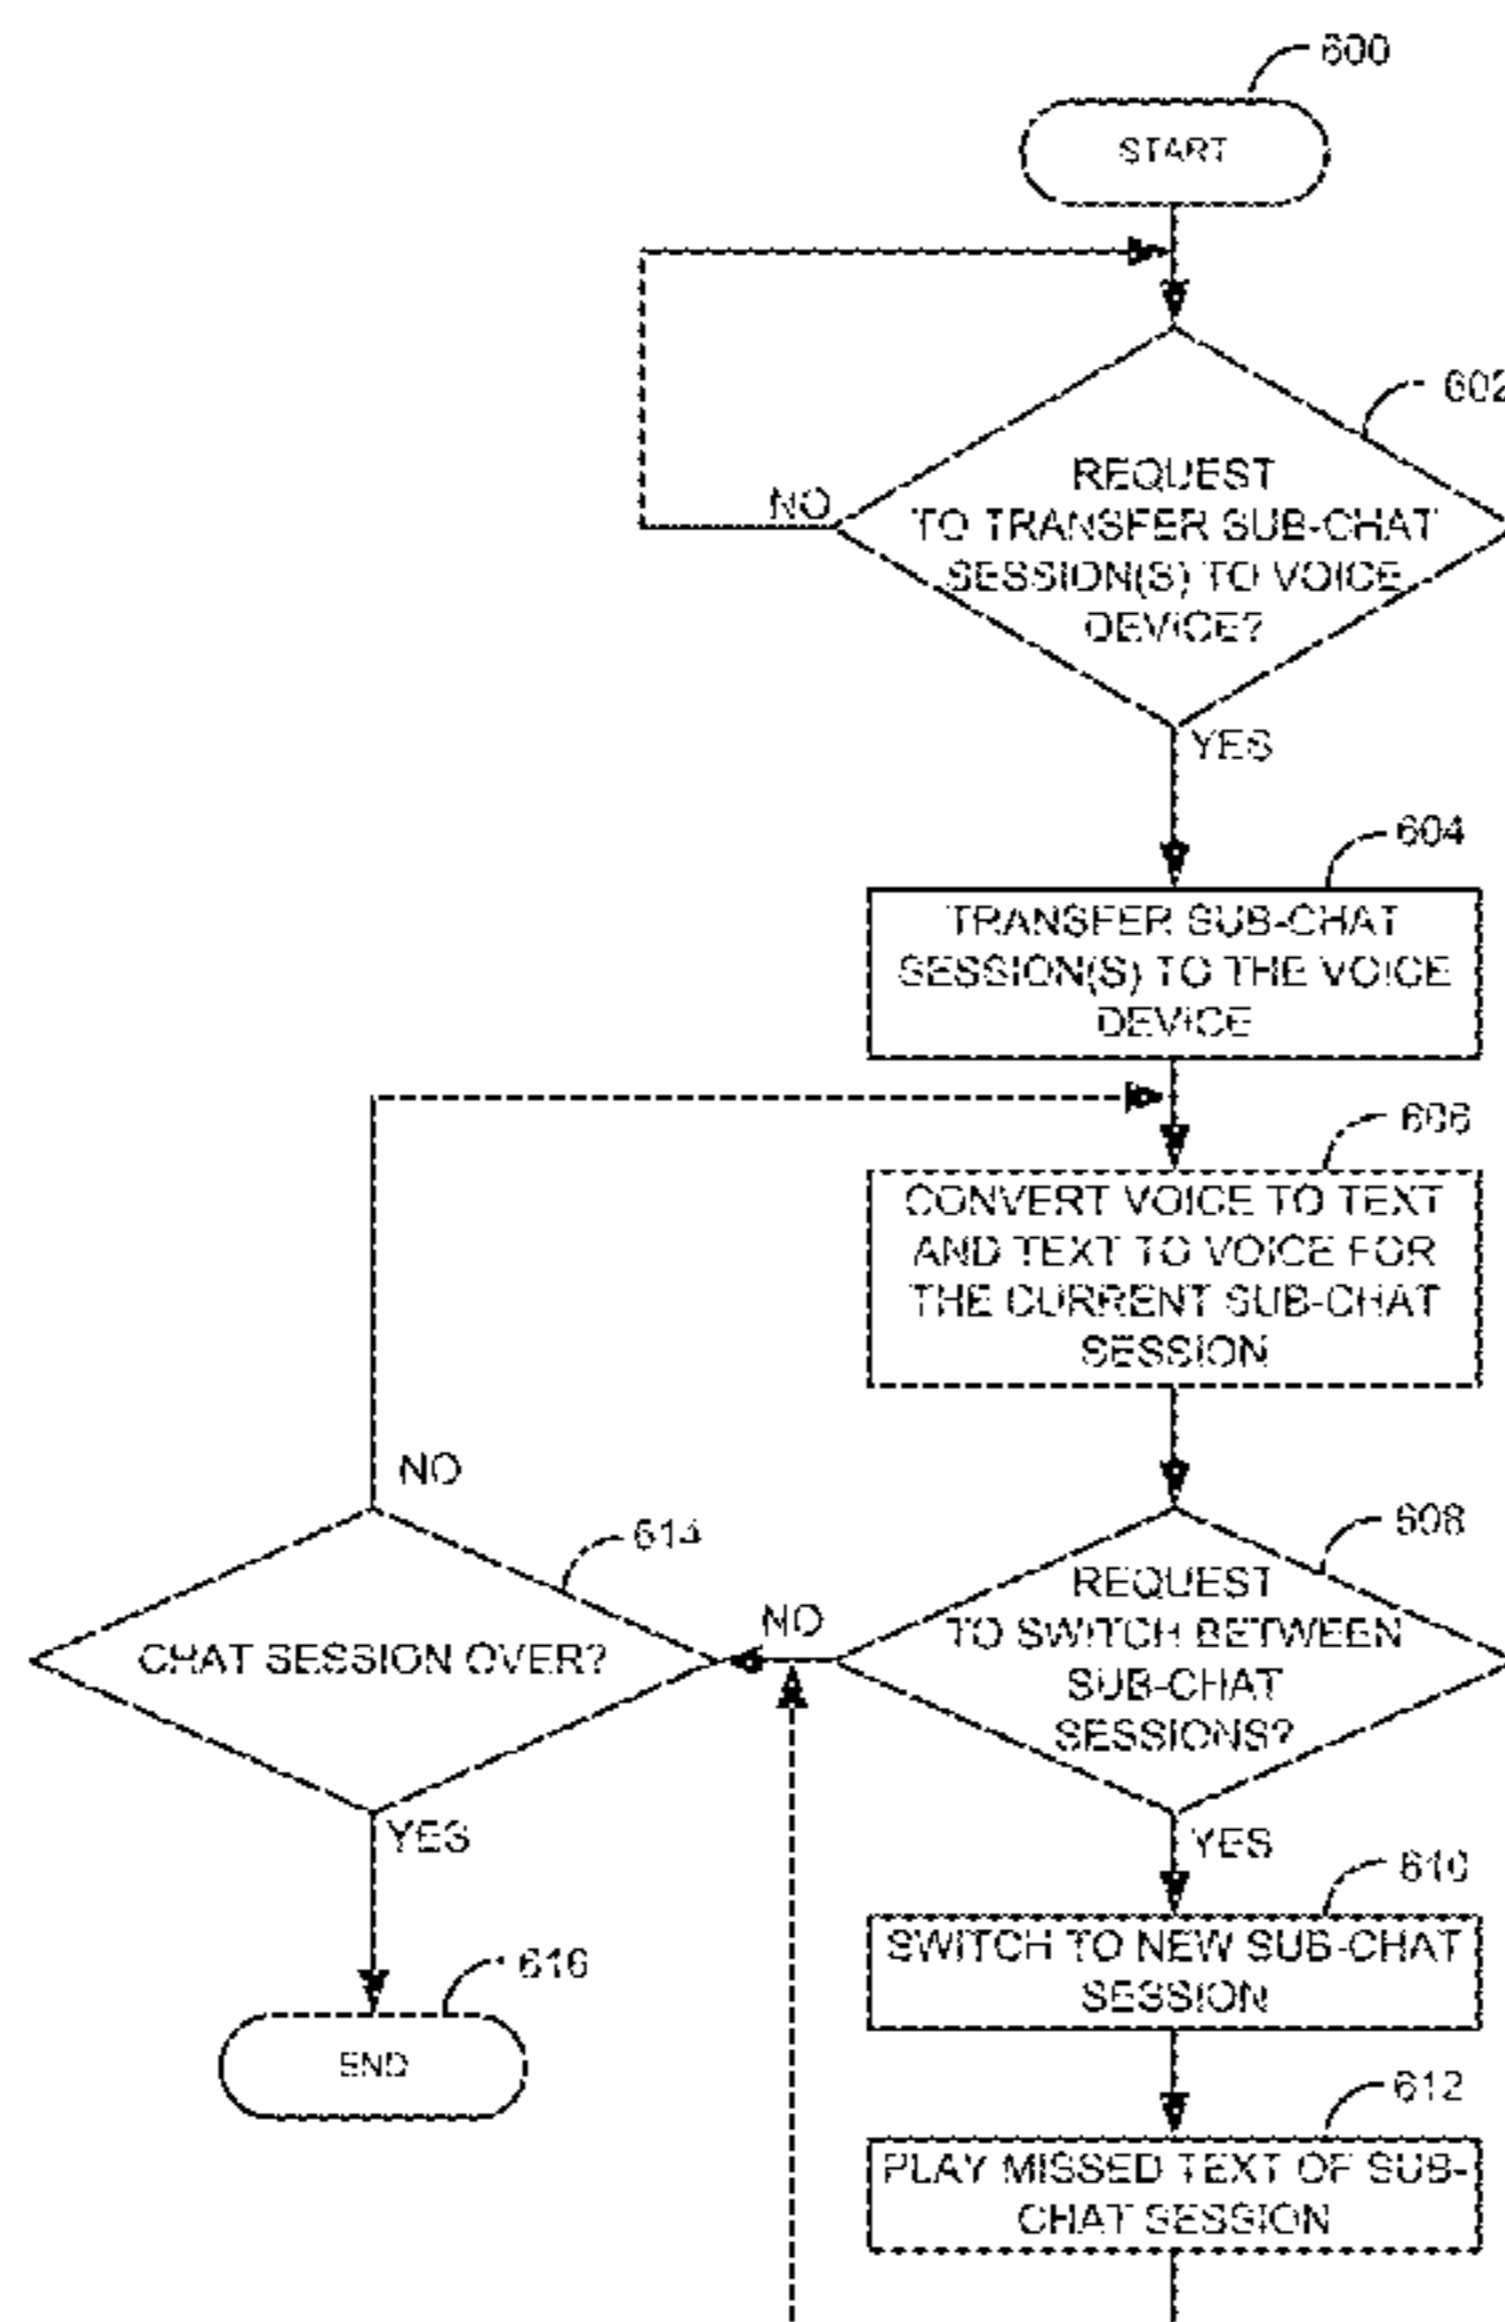 600
START
602
REQUEST
TO TRANSFER SUB-CHAT
SESSION(S) TO VOICE
DEVICE?
NO
YES
604
TRANSFER SUB-CHAT
SESSION(S) TO THE VOICE
DEVICE
606
CONVERT VOICE TO TEXT
AND TEXT TO VOICE FOR
THE CURRENT SUB-CHAT
SESSION
NO
614
CHAT SESSION OVER?
YES
608
REQUEST
TO SWITCH BETWEEN
SUB-CHAT
SESSIONS?
NO
YES
610
SWITCH TO NEW SUB-CHAT
SESSION
616
END
612
PLAY MISSED TEXT OF SUB-
CHAT SESSION